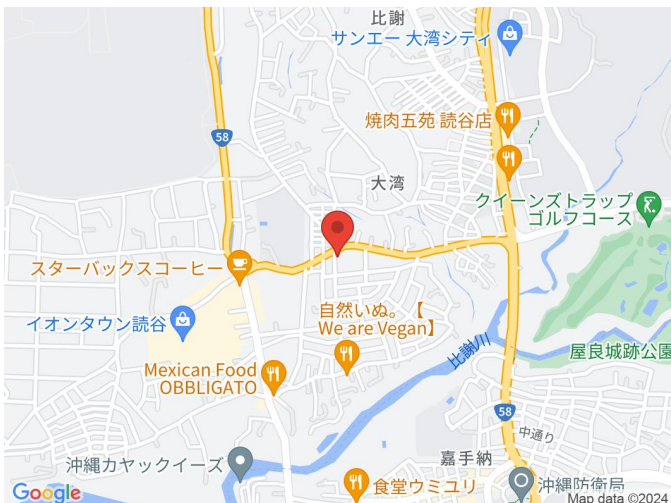 比謝
サンエー 大湾シティ
58
焼肉五苑 読谷店
大湾
クイーンズトラップ
ゴルフコース
スターバックスコーヒー
イオンタウン読谷
自然いぬ。【
We are Vegan】
比謝川
屋良城跡公園
Mexican Food
OBBLIGATO
58
中通り
嘉手納
沖縄カヤックイーズ
食堂ウミユリ
沖縄防衛局
Google
Map data ©2024